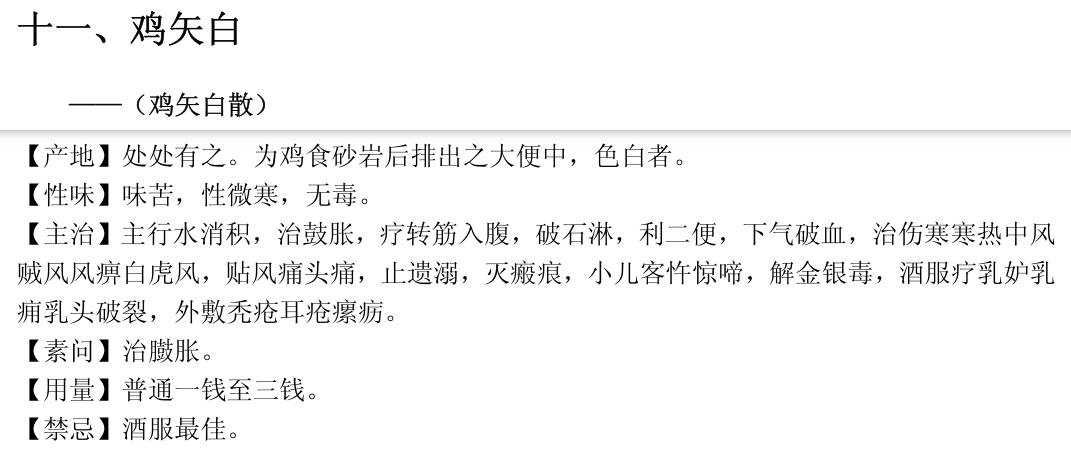 十一、鸡矢白
——（鸡矢白散）
【产地】处处有之。为鸡食砂岩后排出之大便中，色白者。
【性味】味苦，性微寒，无毒。
【主治】主行水消积，治鼓胀，疗转筋入腹，破石淋，利二便，下气破血，治伤寒寒热中风
贼风风痹白虎风，贴风痛头痛，止遗溺，灭瘢痕，小儿客忤惊啼，解金银毒，酒服疗乳妒乳
痈乳头破裂，外敷秃疮耳疮瘰疬。
【素问】治臌胀。
【用量】普通一钱至三钱。
【禁忌】酒服最佳。